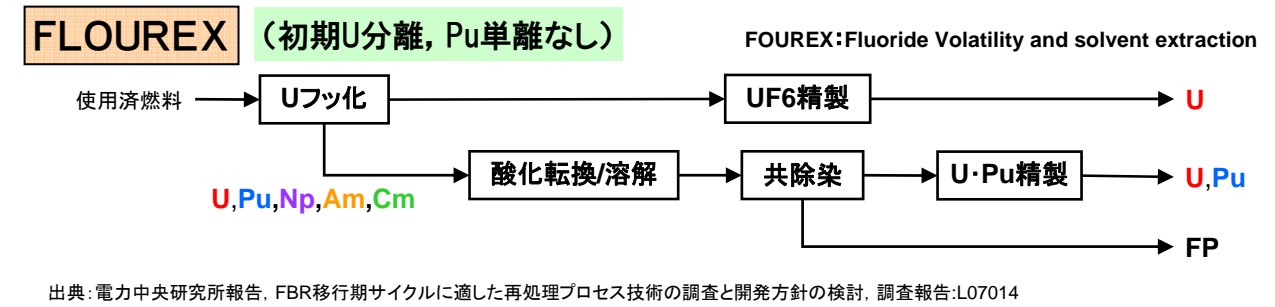 FLOUREX (初期U分離, Pu単離なし)
FOUREX:Fluoride Volatility and solvent extraction
使用済燃料 Uフッ化 UF6精製 U
酸化転換/溶解 共除染 U・Pu精製 U,Pu
U,Pu,Np,Am,Cm
FP
出典:電力中央研究所報告, FBR移行期サイクルに適した再処理プロセス技術の調査と開発方針の検討, 調査報告:L07014